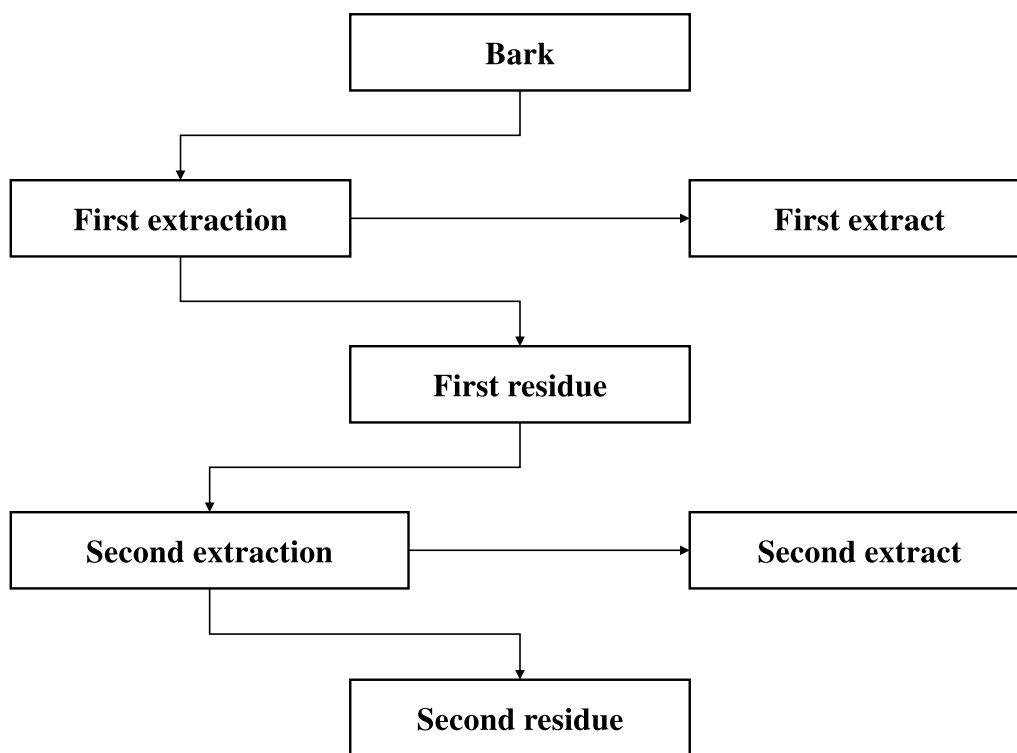 Bark
First extraction
First extract
First residue
Second extraction
Second extract
Second residue